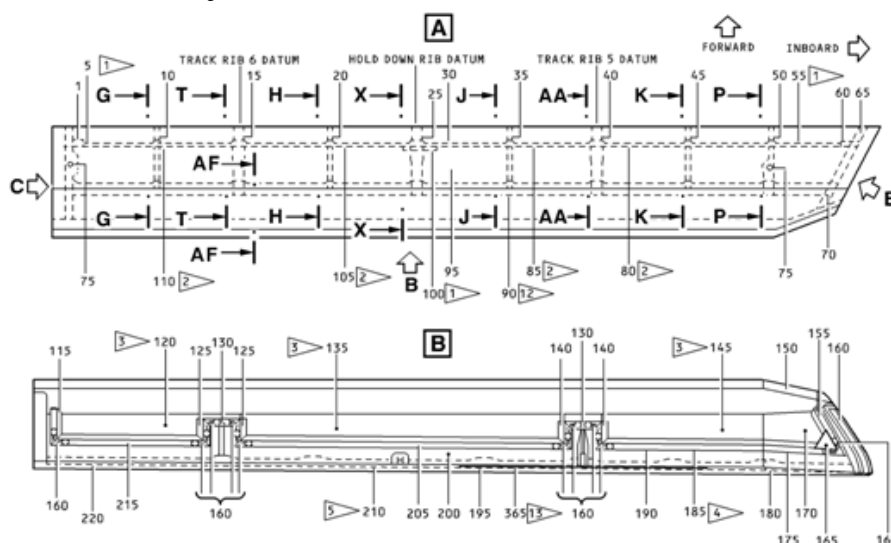 A
FORWARD INBOARD
TRACK RIB 6 DATUM HOLD DOWN RIB DATUM TRACK RIB 5 DATUM
5 1 10 15 20 30 35 40 45 50 55 1
1 25 60 65
G T H X J AA K P
AF
C E
G T H X J AA K P
AF
70
75 110 2 105 2 B 95 85 2 80 2 75
100 1 90 12
B
3 120 130 3 135 130 3 145 155
115 125 125 140 140 150 160
160 215 160 5 210 205 200 195 365 13 160 190 185 4 180 170
220 175 165 16